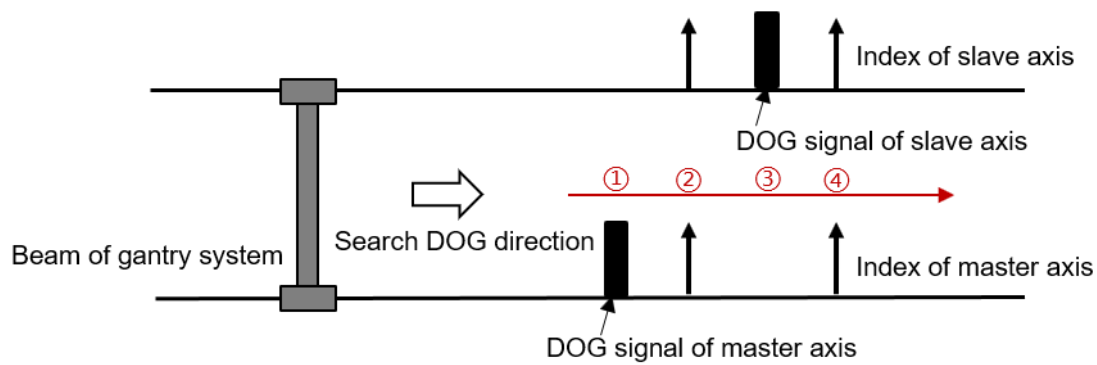 Index of slave axis
DOG signal of slave axis
① ② ③ ④
Search DOG direction
Beam of gantry system
Index of master axis
DOG signal of master axis